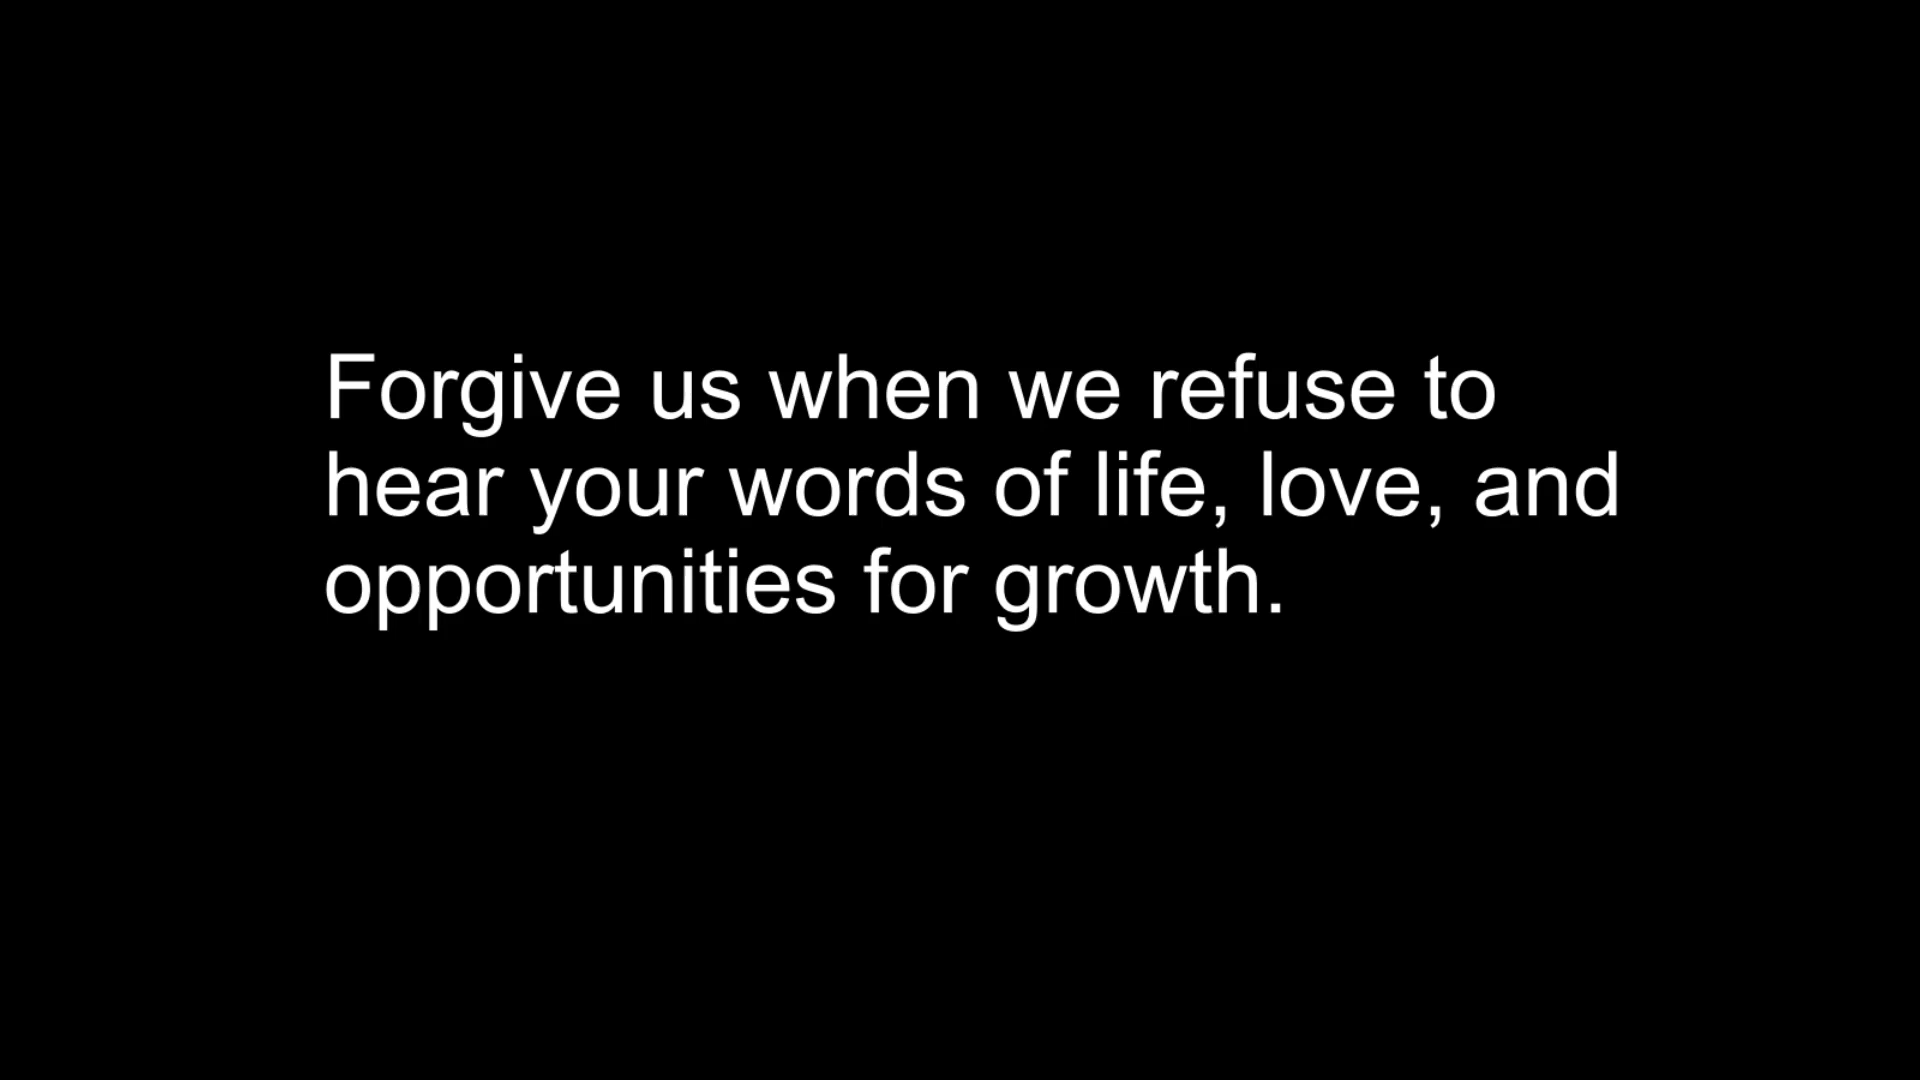 Forgive us when we refuse to
hear your words of life, love, and
opportunities for growth.